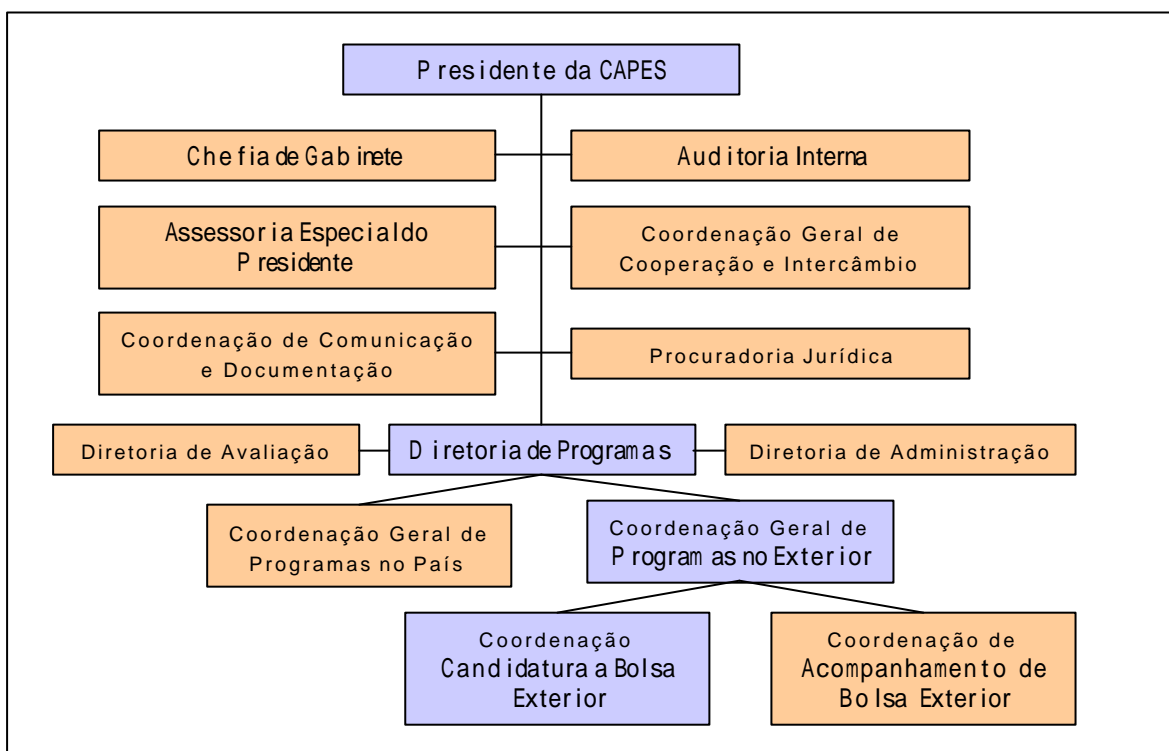 Presidente da CAPES
Chefia de Gabinete
Auditoria Interna
Assessoria Especial do
Presidente
Coordenação Geral de
Cooperação e Intercâmbio
Coordenação de Comunicação
e Documentação
Procuradoria Jurídica
Diretoria de Avaliação
Diretoria de Programas
Diretoria de Administração
Coordenação Geral de
Programas no País
Coordenação Geral de
Programas no Exterior
Coordenação
Candidatura a Bolsa
Exterior
Coordenação de
Acompanhamento de
Bolsa Exterior